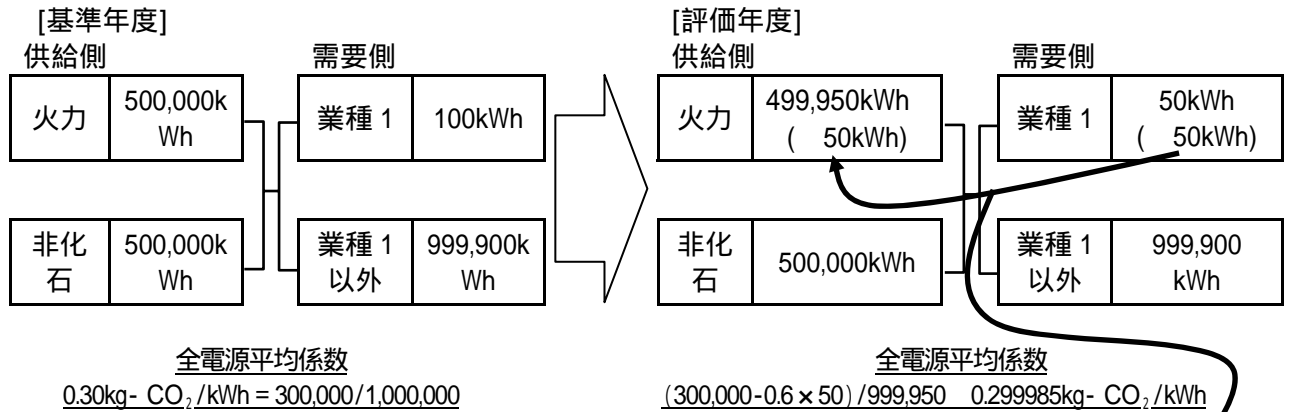 [基準年度]
供給側
需要側
火力
500,000k
Wh
業種 1
100kWh
非化
石
500,000k
Wh
業種 1
以外
999,900k
Wh
全電源平均係数
0.30kg- CO₂/kWh = 300,000/1,000,000
[評価年度]
供給側
需要側
火力
499,950kWh
( 50kWh)
業種 1
50kWh
( 50kWh)
非化
石
500,000kWh
業種 1
以外
999,900
kWh
全電源平均係数
(300,000-0.6×50)/999,950 0.299985kg- CO₂/kWh